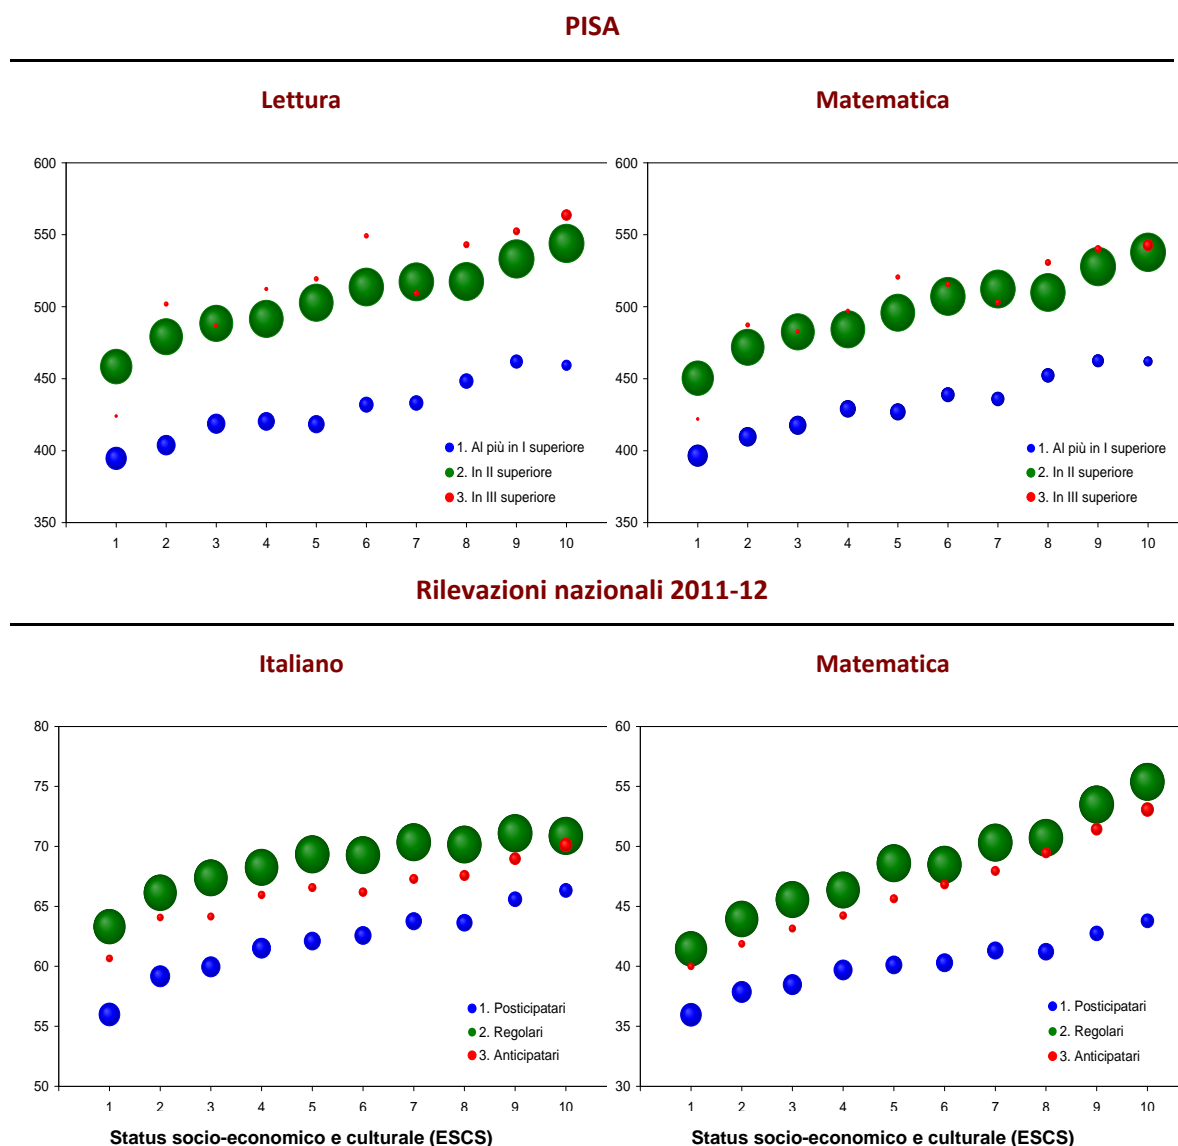 PISA
Lettura Matematica
600 600
550 550
500 500
450 450
400 400
350 350
1. Al più in I superiore 1. Al più in I superiore
2. In II superiore 2. In II superiore
3. In III superiore 3. In III superiore
1 2 3 4 5 6 7 8 9 10 1 2 3 4 5 6 7 8 9 10
Rilevazioni nazionali 2011-12
Italiano Matematica
80 60
75 55
70 50
65 45
60 40
55 35
50 30
1. Posticipatari 1. Posticipatari
2. Regolari 2. Regolari
3. Anticipatari 3. Anticipatari
1 2 3 4 5 6 7 8 9 10 1 2 3 4 5 6 7 8 9 10
Status socio-economico e culturale (ESCS) Status socio-economico e culturale (ESCS)